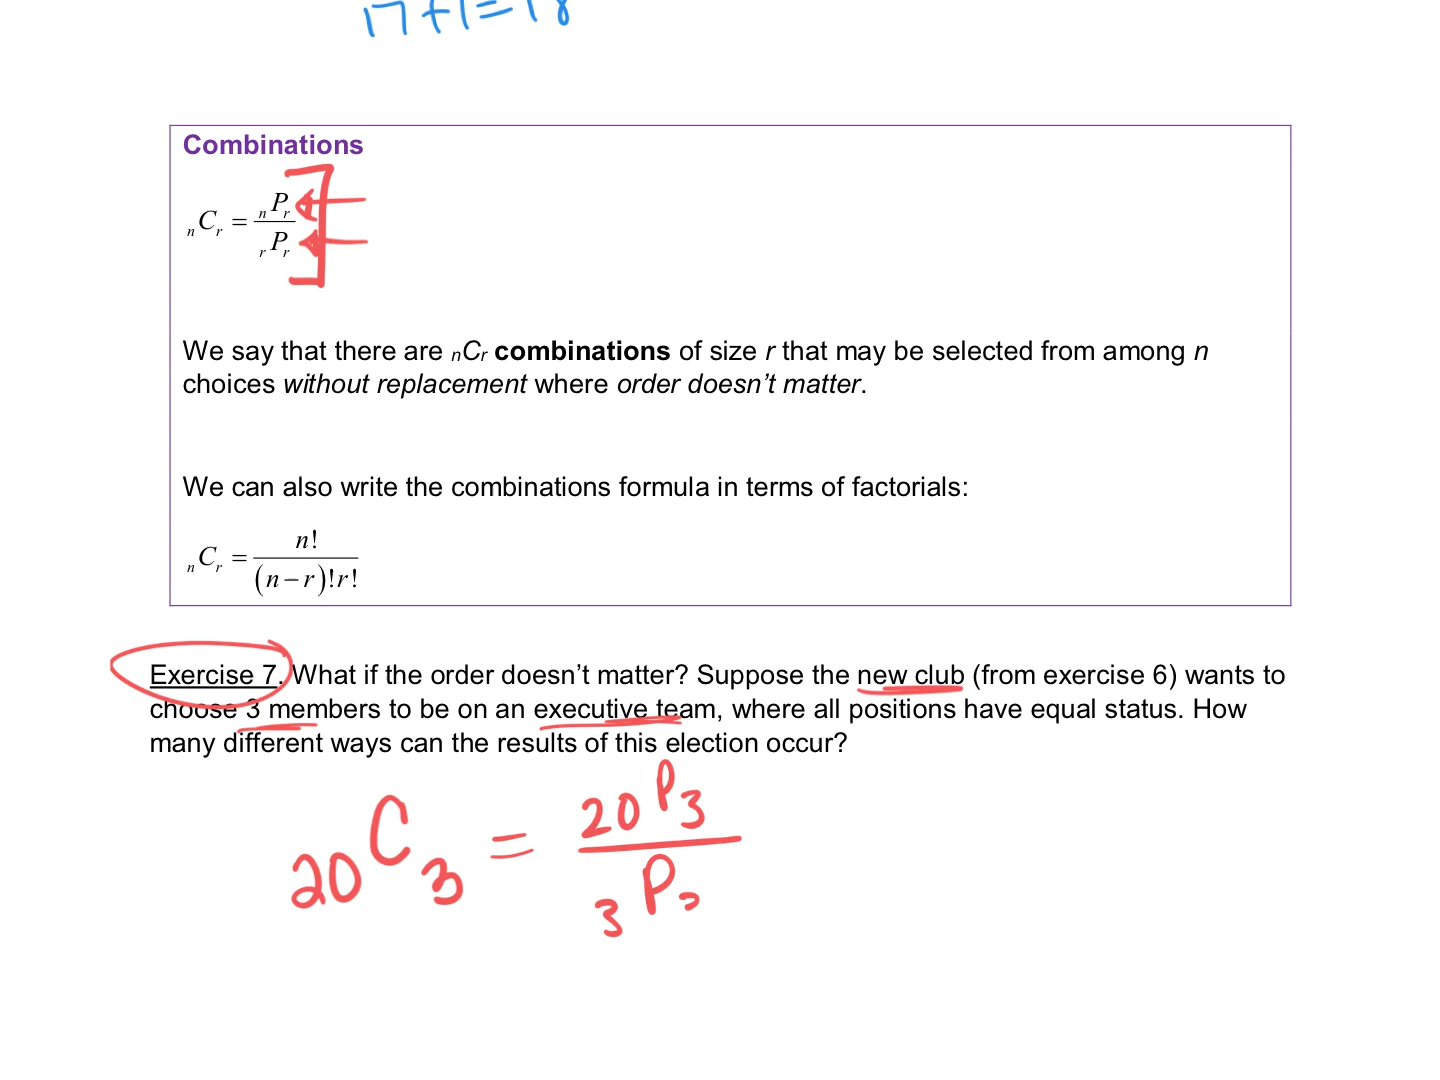 17+1=18
Combinations
nCr = nPr / rPr
We say that there are nCr combinations of size r that may be selected from among n
choices without replacement where order doesn’t matter.
We can also write the combinations formula in terms of factorials:
nCr = n! / (n−r)!r!
Exercise 7. What if the order doesn’t matter? Suppose the new club (from exercise 6) wants to
choose 3 members to be on an executive team, where all positions have equal status. How
many different ways can the results of this election occur?
20C3 = 20P3 / 3P